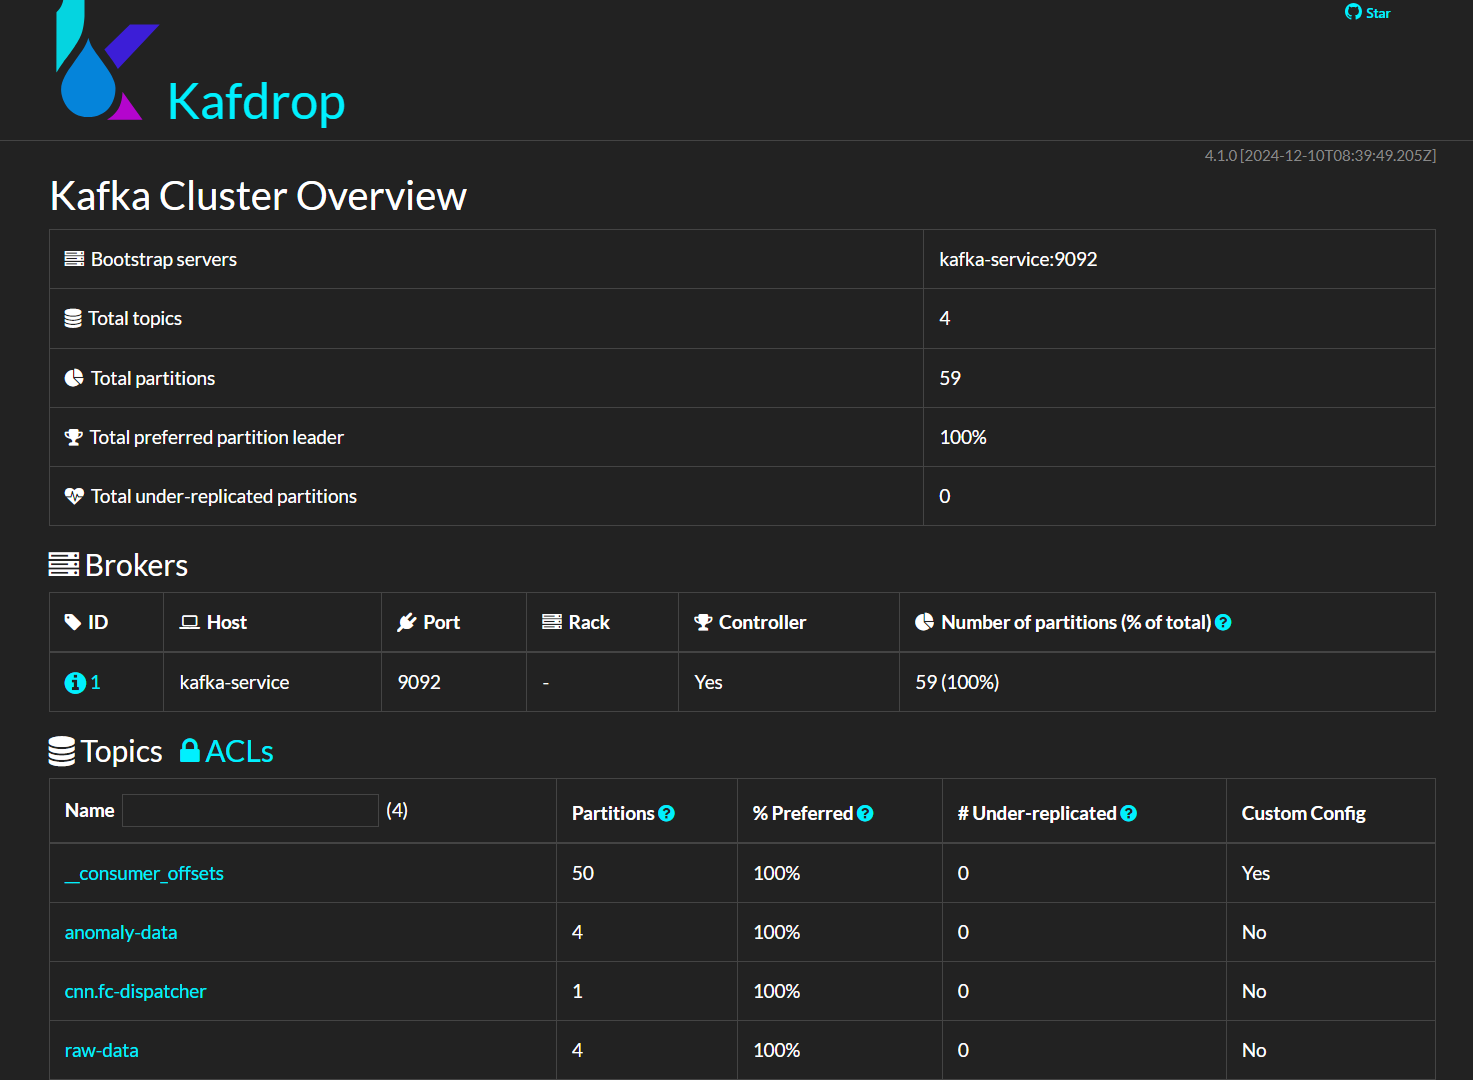 Star
Kafdrop
4.1.0 [2024-12-10T08:39:49.205Z]
Kafka Cluster Overview
Bootstrap servers kafka-service:9092
Total topics 4
Total partitions 59
Total preferred partition leader 100%
Total under-replicated partitions 0
Brokers
ID Host Port Rack Controller Number of partitions (% of total)
1 kafka-service 9092 - Yes 59 (100%)
Topics ACLs
Name (4) Partitions % Preferred # Under-replicated Custom Config
__consumer_offsets 50 100% 0 Yes
anomaly-data 4 100% 0 No
cnn.fc-dispatcher 1 100% 0 No
raw-data 4 100% 0 No